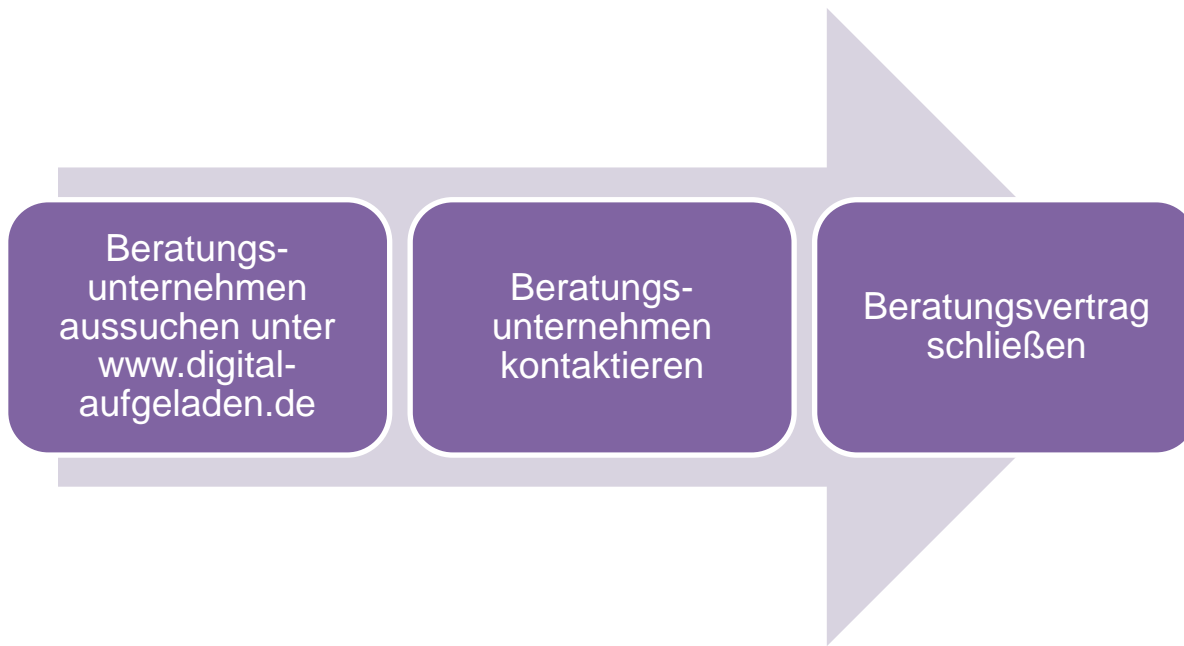 Beratungs-
unternehmen
aussuchen unter
www.digital-
aufgeladen.de
Beratungs-
unternehmen
kontaktieren
Beratungsvertrag
schließen